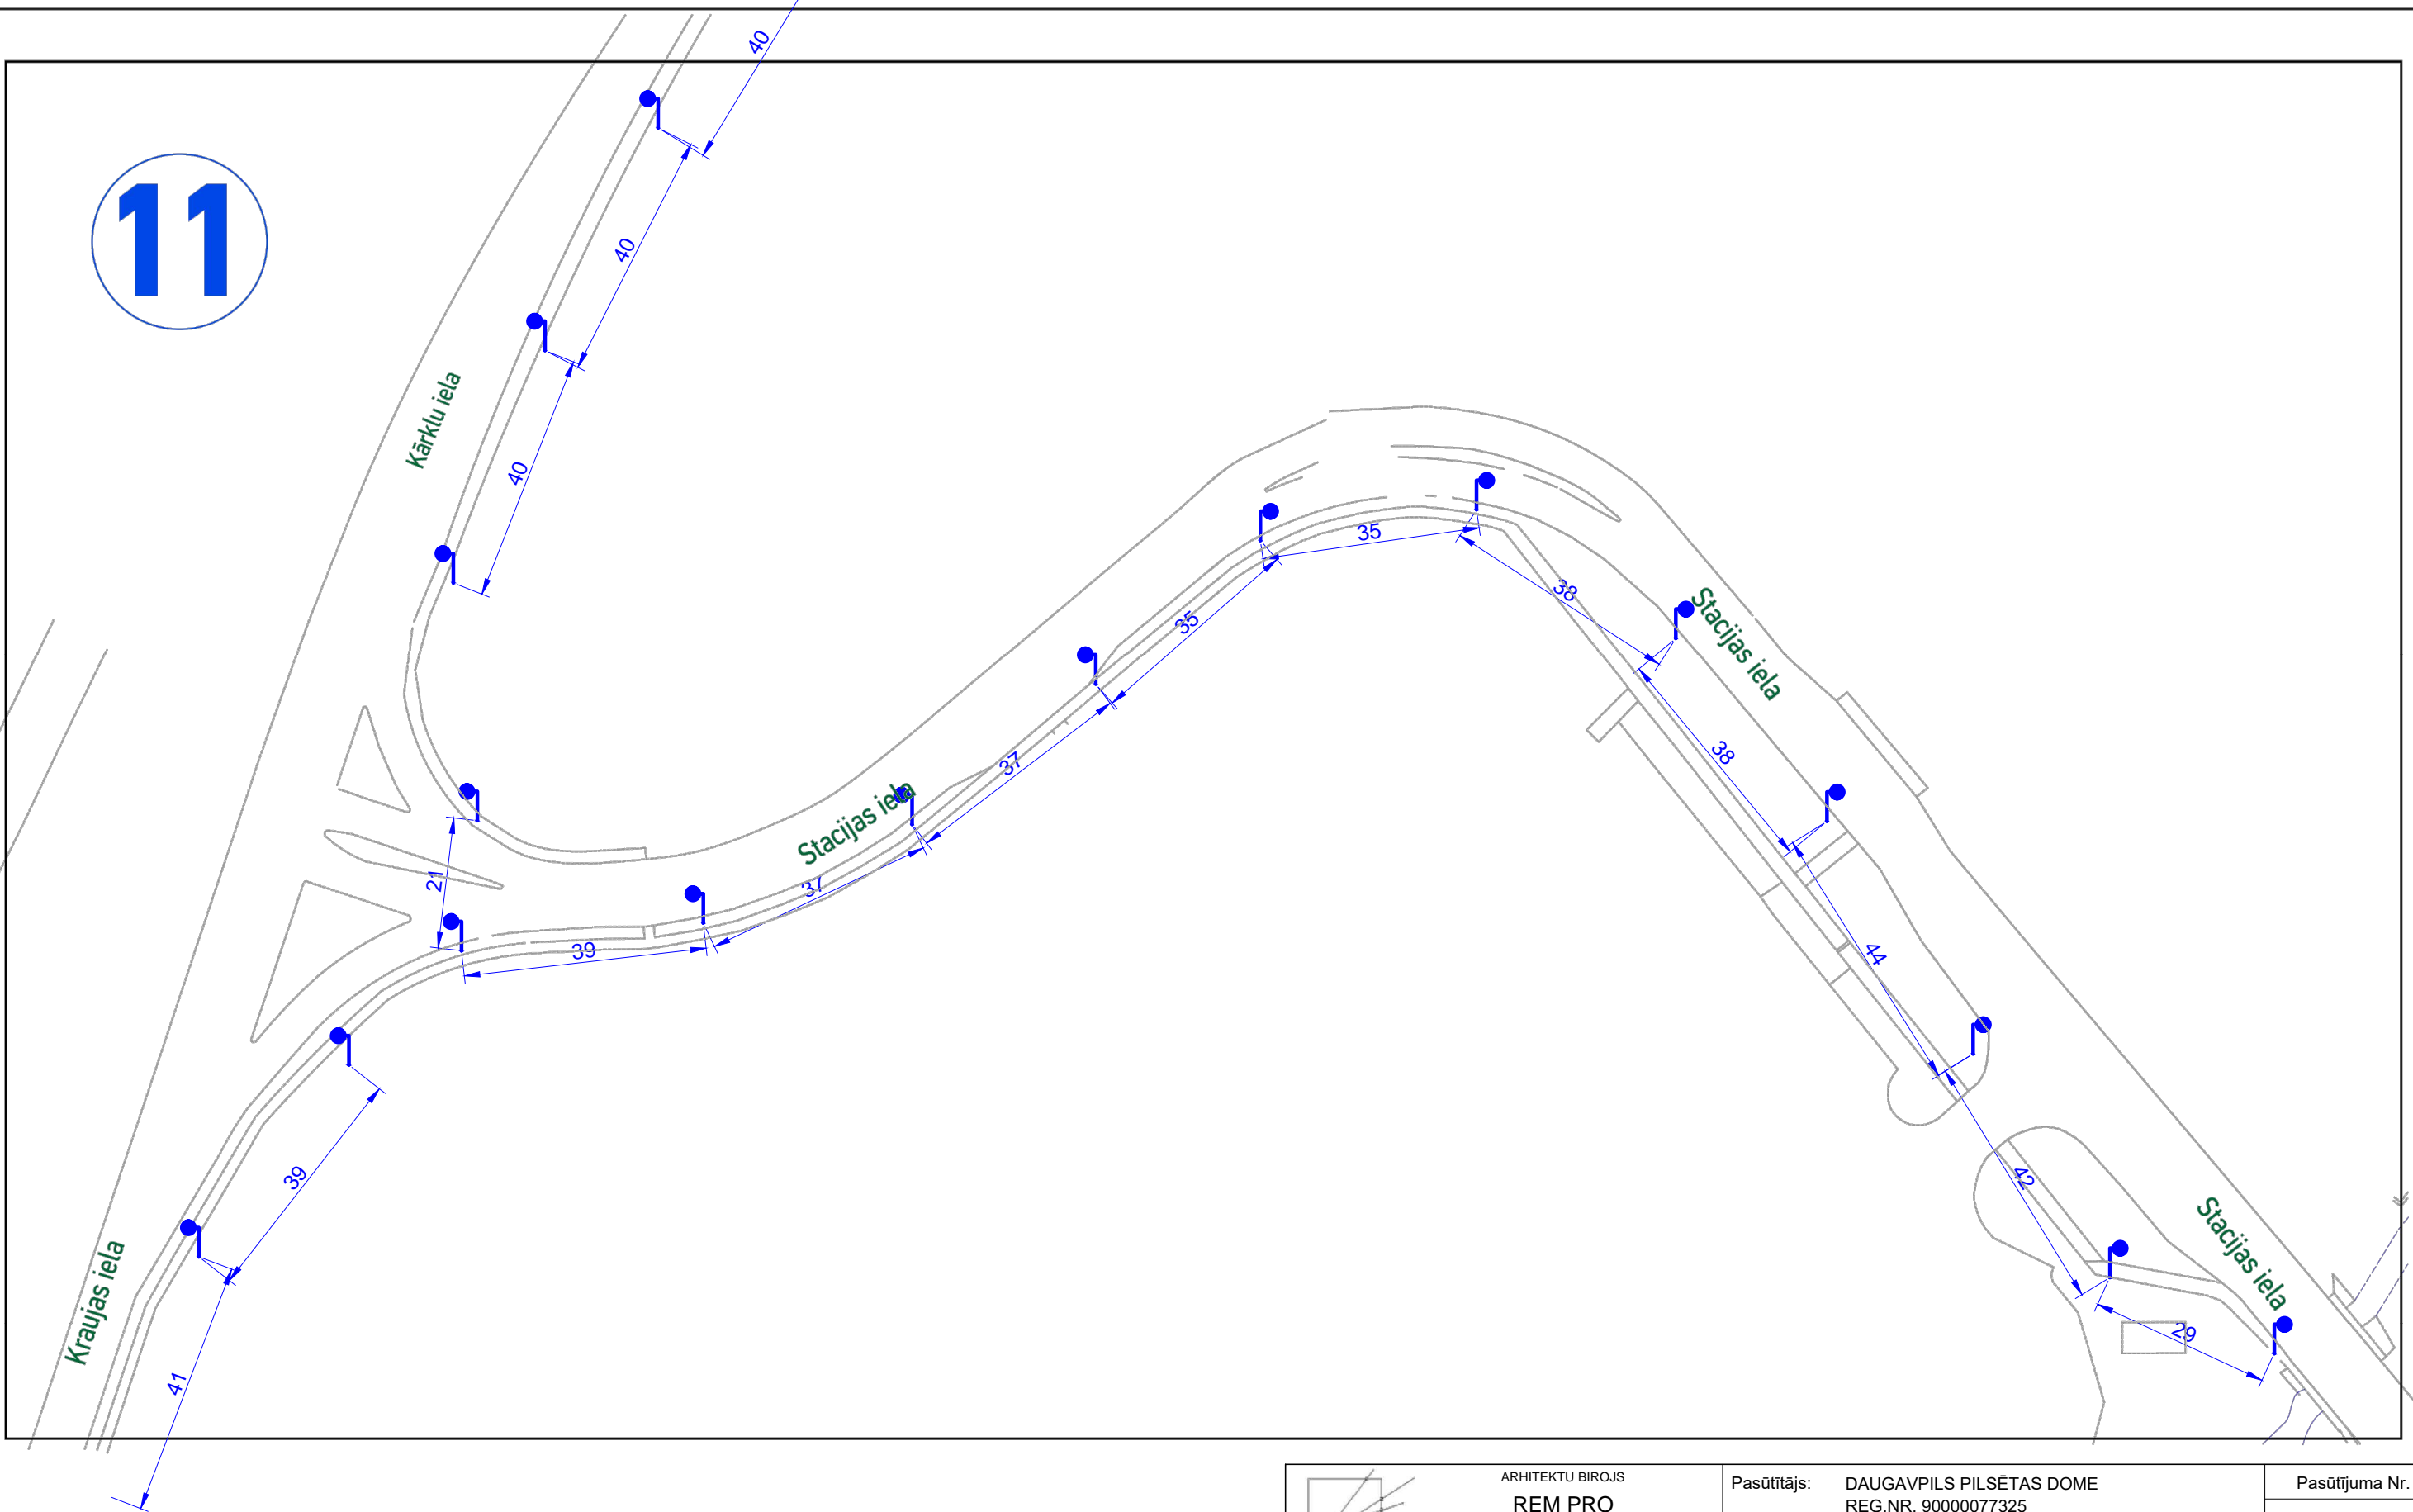 40
11
40
Kārklu iela
40
35
38
Stacijas iela
35
38
37
Stacijas iela
37
21
39
44
39
42
Stacijas iela
Kraujas iela
29
41
ARHITEKTU BIROJS
REM PRO
Pasūtītājs: DAUGAVPILS PILSĒTAS DOME
REG.NR. 90000077325
Pasūtījuma Nr.